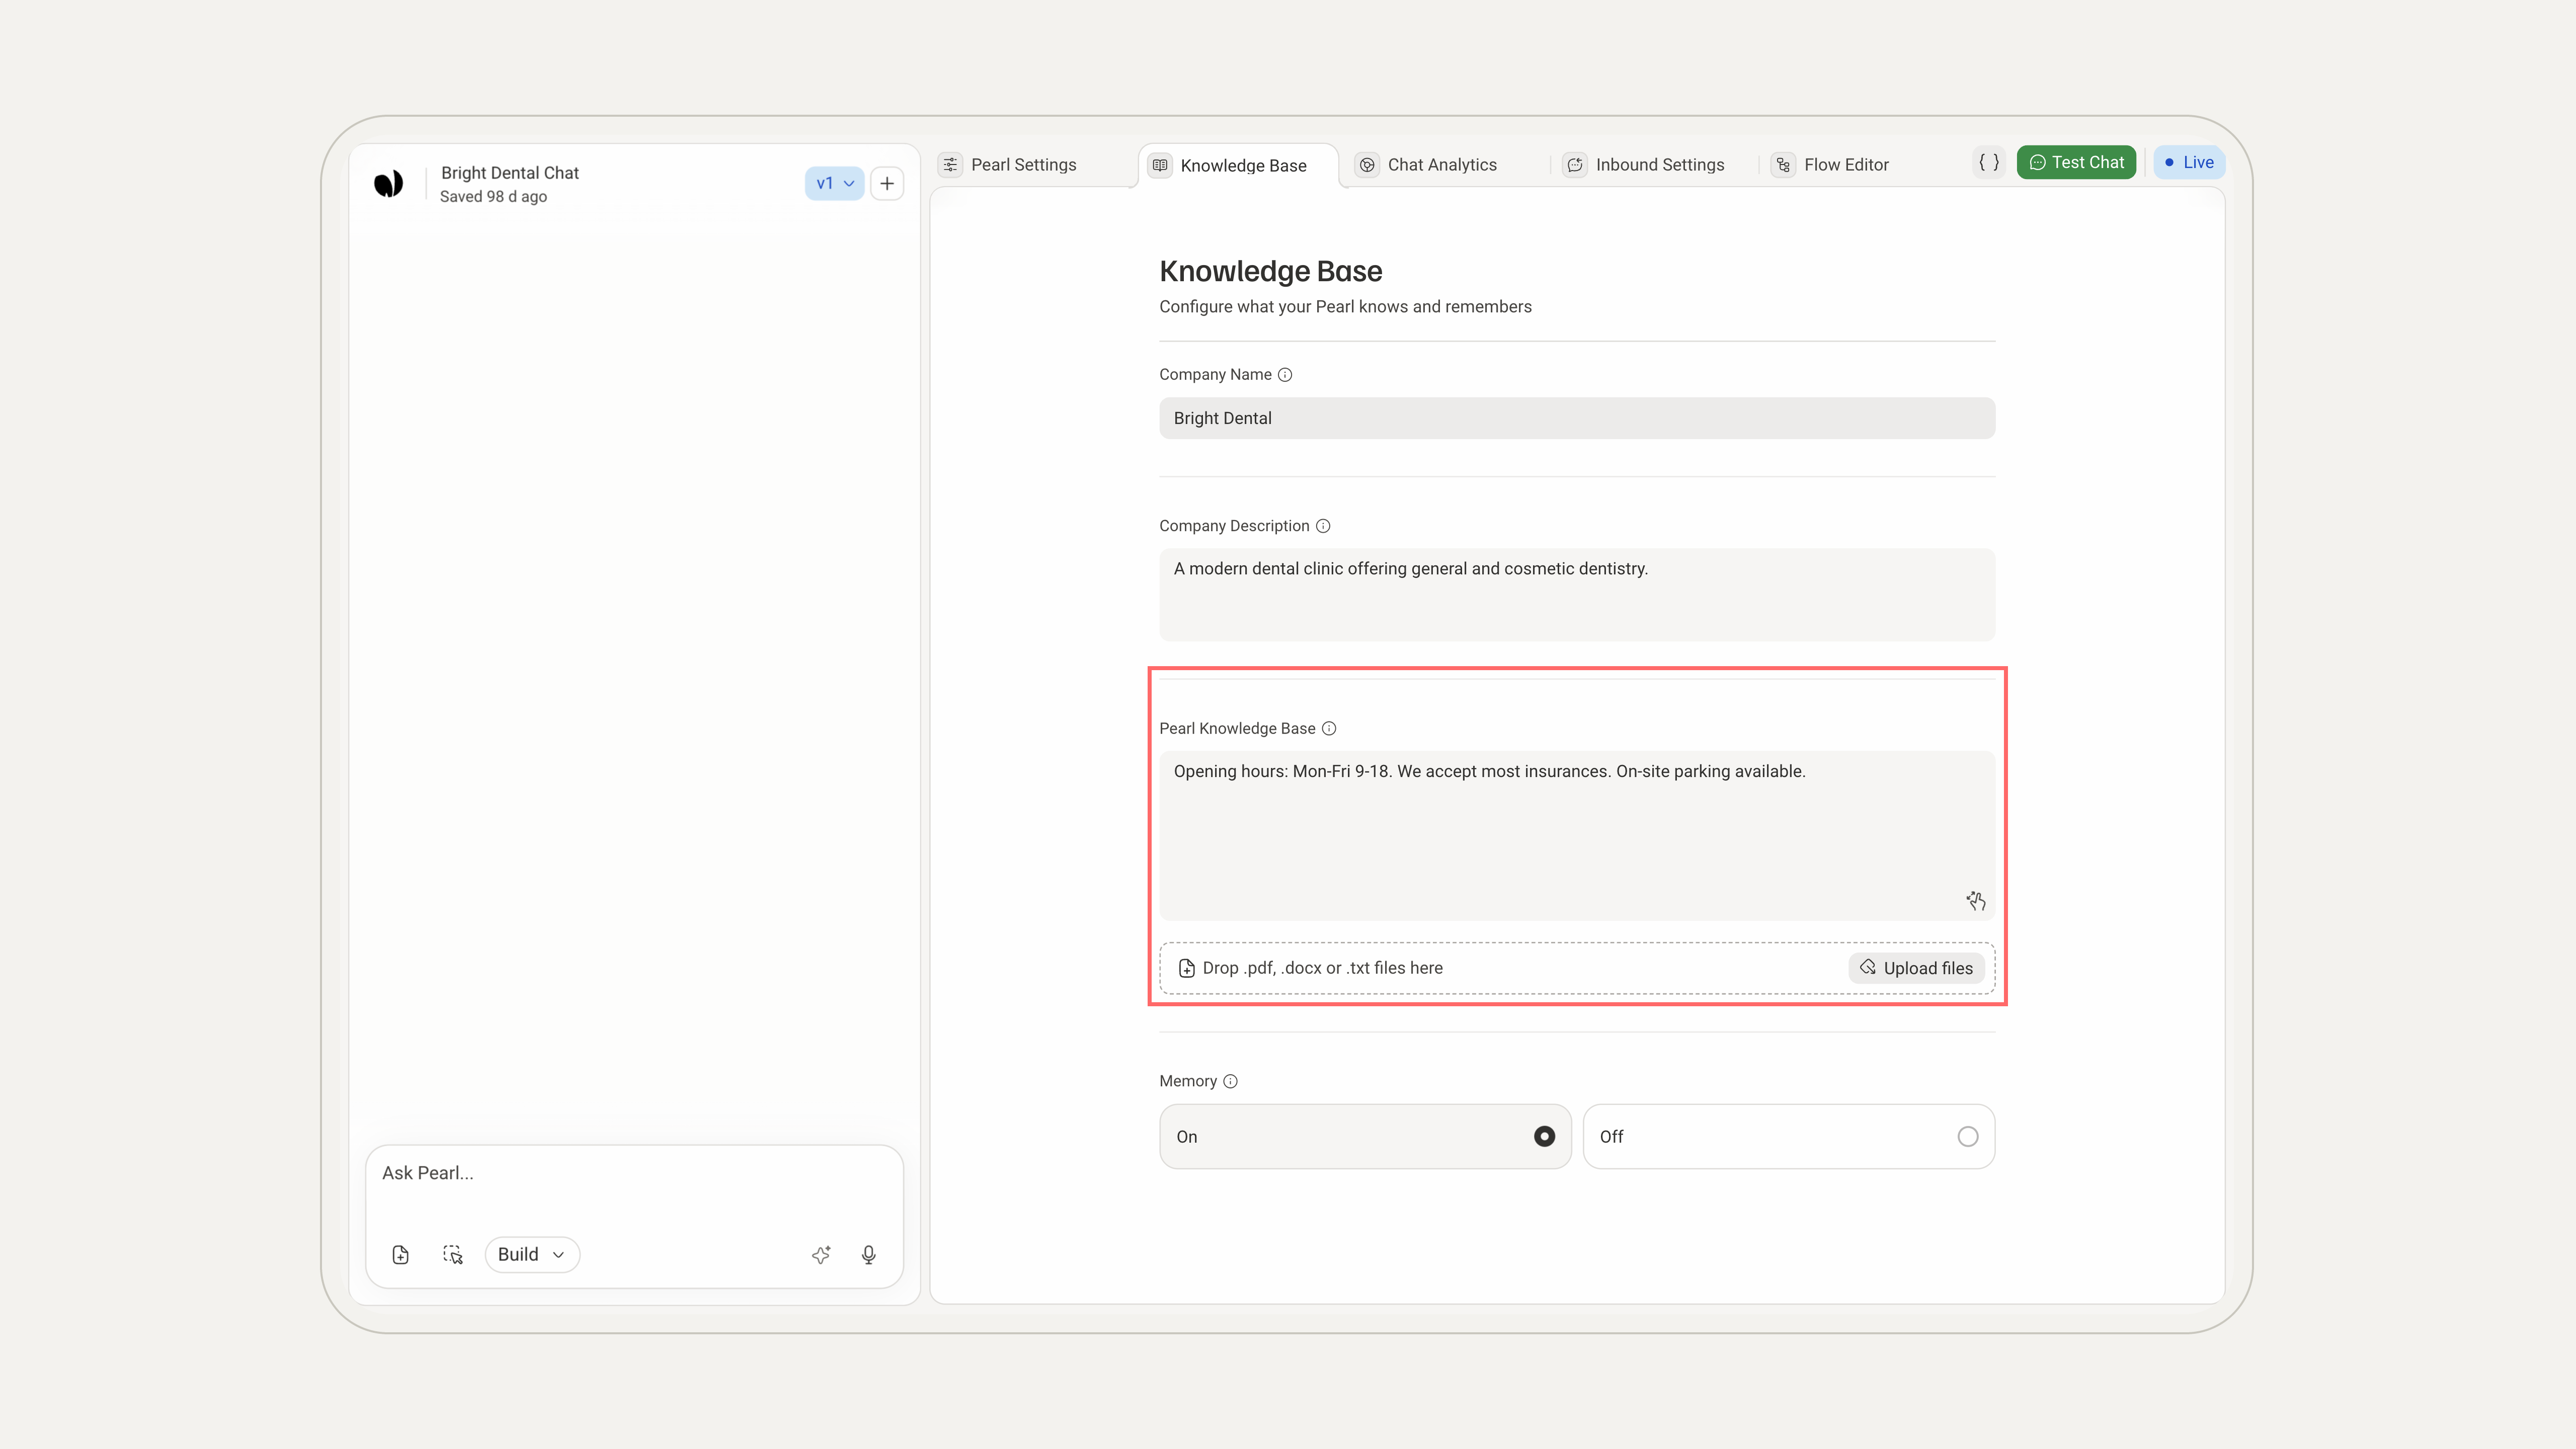 Bright Dental Chat
Saved 98 d ago
v1
Pearl Settings
Knowledge Base
Chat Analytics
Inbound Settings
Flow Editor
{ }
Test Chat
Live
Knowledge Base
Configure what your Pearl knows and remembers
Company Name
Bright Dental
Company Description
A modern dental clinic offering general and cosmetic dentistry.
Pearl Knowledge Base
Opening hours: Mon-Fri 9-18. We accept most insurances. On-site parking available.
Drop .pdf, .docx or .txt files here
Upload files
Memory
On
Off
Ask Pearl...
Build